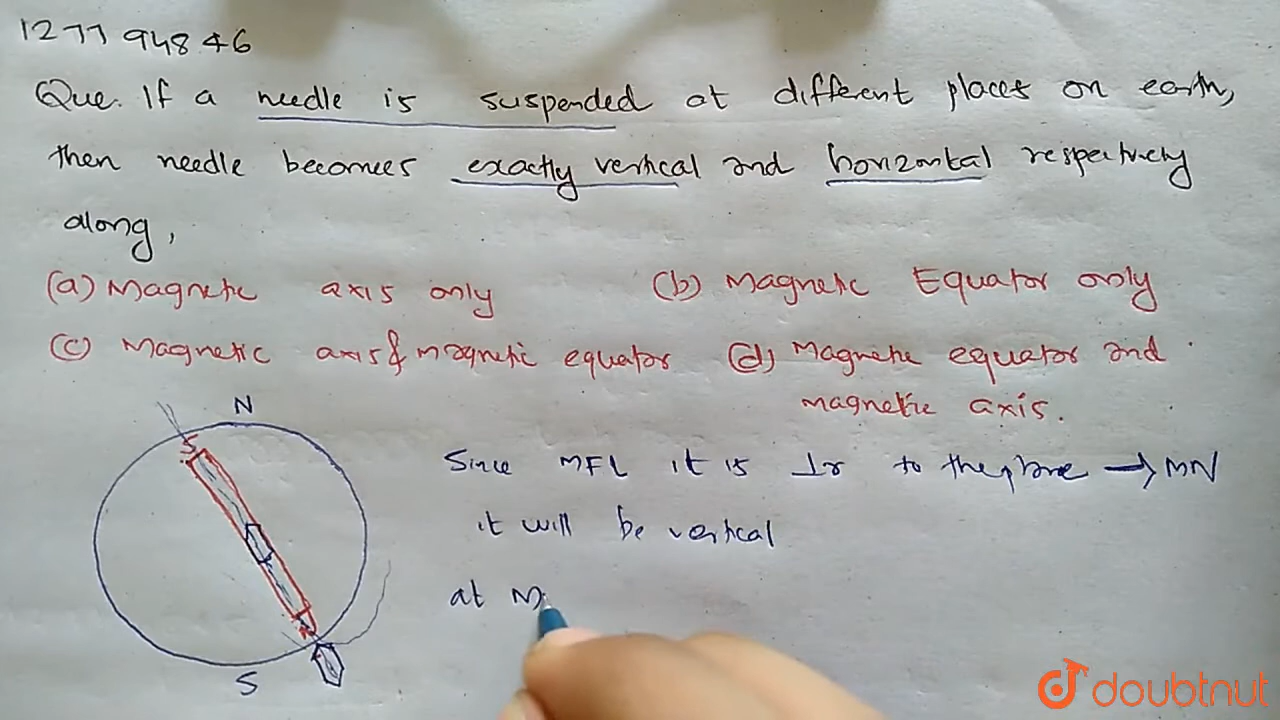 1277 94846
Que. If a needle is suspended at different places on earth,
then needle becomes exactly vertical and horizontal respectively
along,
(a) Magnetic axis only (b) Magnetic Equator only
(c) Magnetic axis & magnetic equator (d) Magnetic equator and
magnetic axis.
N
S
Since MFL it is ⊥r to the plane → MN
it will be vertical
at M
N
S
doubtnut